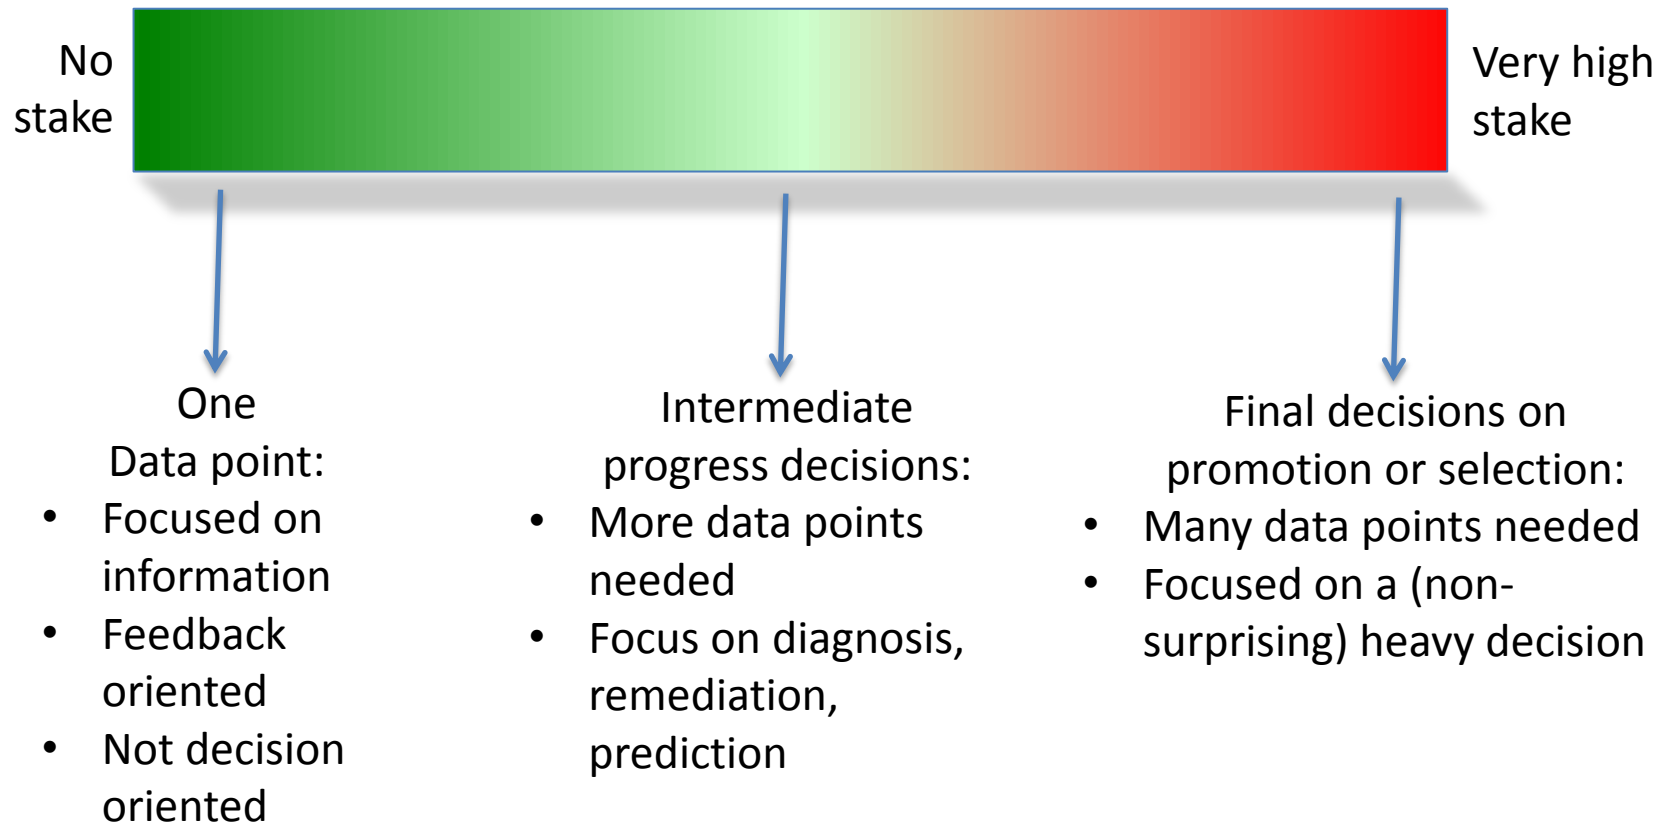 No
stake
Very high
stake
One
Data point:
• Focused on
information
• Feedback
oriented
• Not decision
oriented
Intermediate
progress decisions:
• More data points
needed
• Focus on diagnosis,
remediation,
prediction
Final decisions on
promotion or selection:
• Many data points needed
• Focused on a (non-
surprising) heavy decision